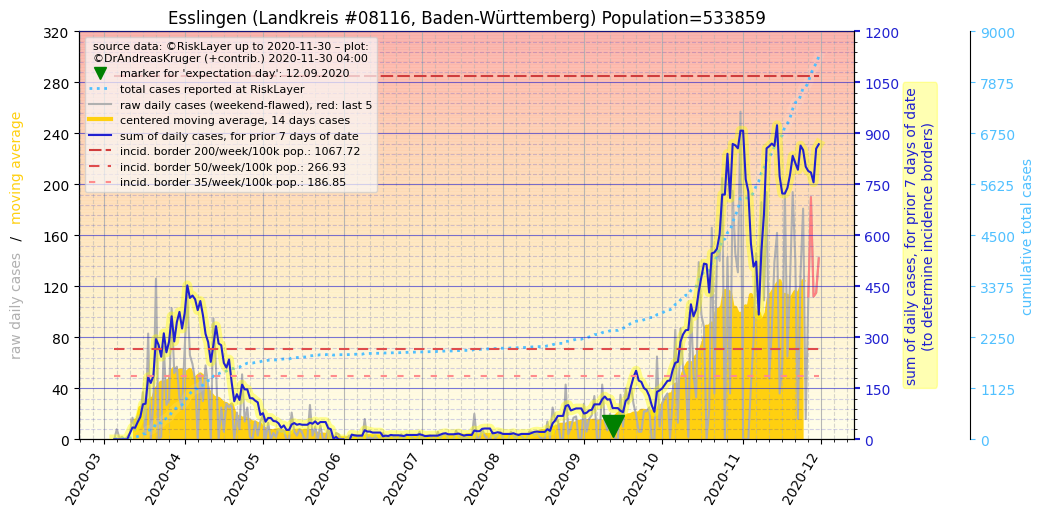 Esslingen (Landkreis #08116, Baden-Württemberg) Population=533859
source data: ©RiskLayer up to 2020-11-30 – plot:
©DrAndreasKruger (+contrib.) 2020-11-30 04:00
marker for 'expectation day': 12.09.2020
total cases reported at RiskLayer
raw daily cases (weekend-flawed), red: last 5
centered moving average, 14 days cases
sum of daily cases, for prior 7 days of date
incid. border 200/week/100k pop.: 1067.72
incid. border 50/week/100k pop.: 266.93
incid. border 35/week/100k pop.: 186.85
raw daily cases / moving average
320
280
240
200
160
120
80
40
0
2020-03
2020-04
2020-05
2020-06
2020-07
2020-08
2020-09
2020-10
2020-11
2020-12
1200
1050
900
750
600
450
300
150
0
sum of daily cases, for prior 7 days of date
(to determine incidence borders)
9000
7875
6750
5625
4500
3375
2250
1125
0
cumulative total cases